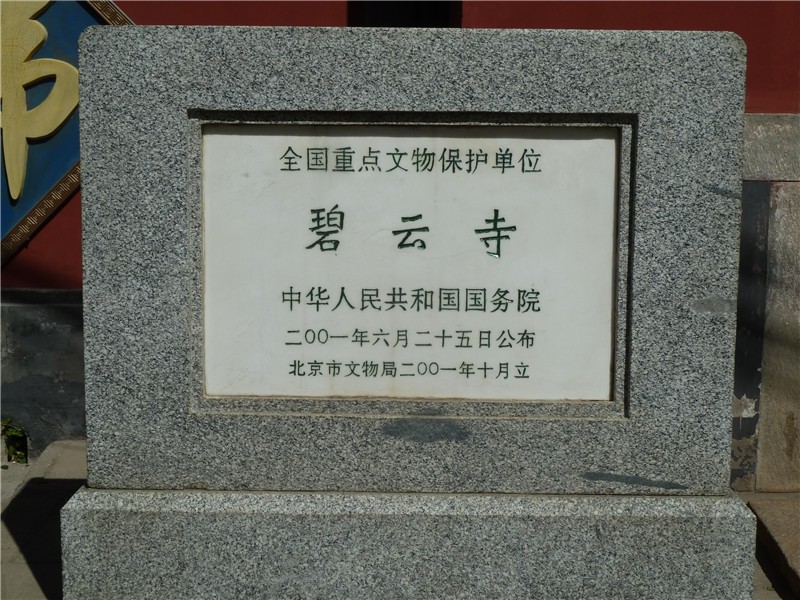 全国重点文物保护单位
碧云寺
中华人民共和国国务院
二〇〇一年六月二十五日公布
北京市文物局二〇〇一年十月立